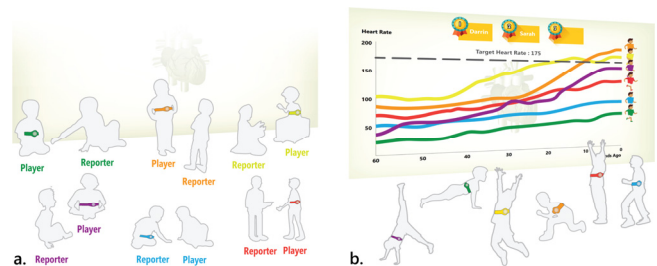 Player
Reporter
Player
Reporter
Reporter
Player
Reporter
Player
Reporter
Player
Reporter
Player
a.
Heart Rate
Darrin
Sarah
Target Heart Rate : 175
200
150
100
50
60
50
40
30
20
10
0
Ago
b.